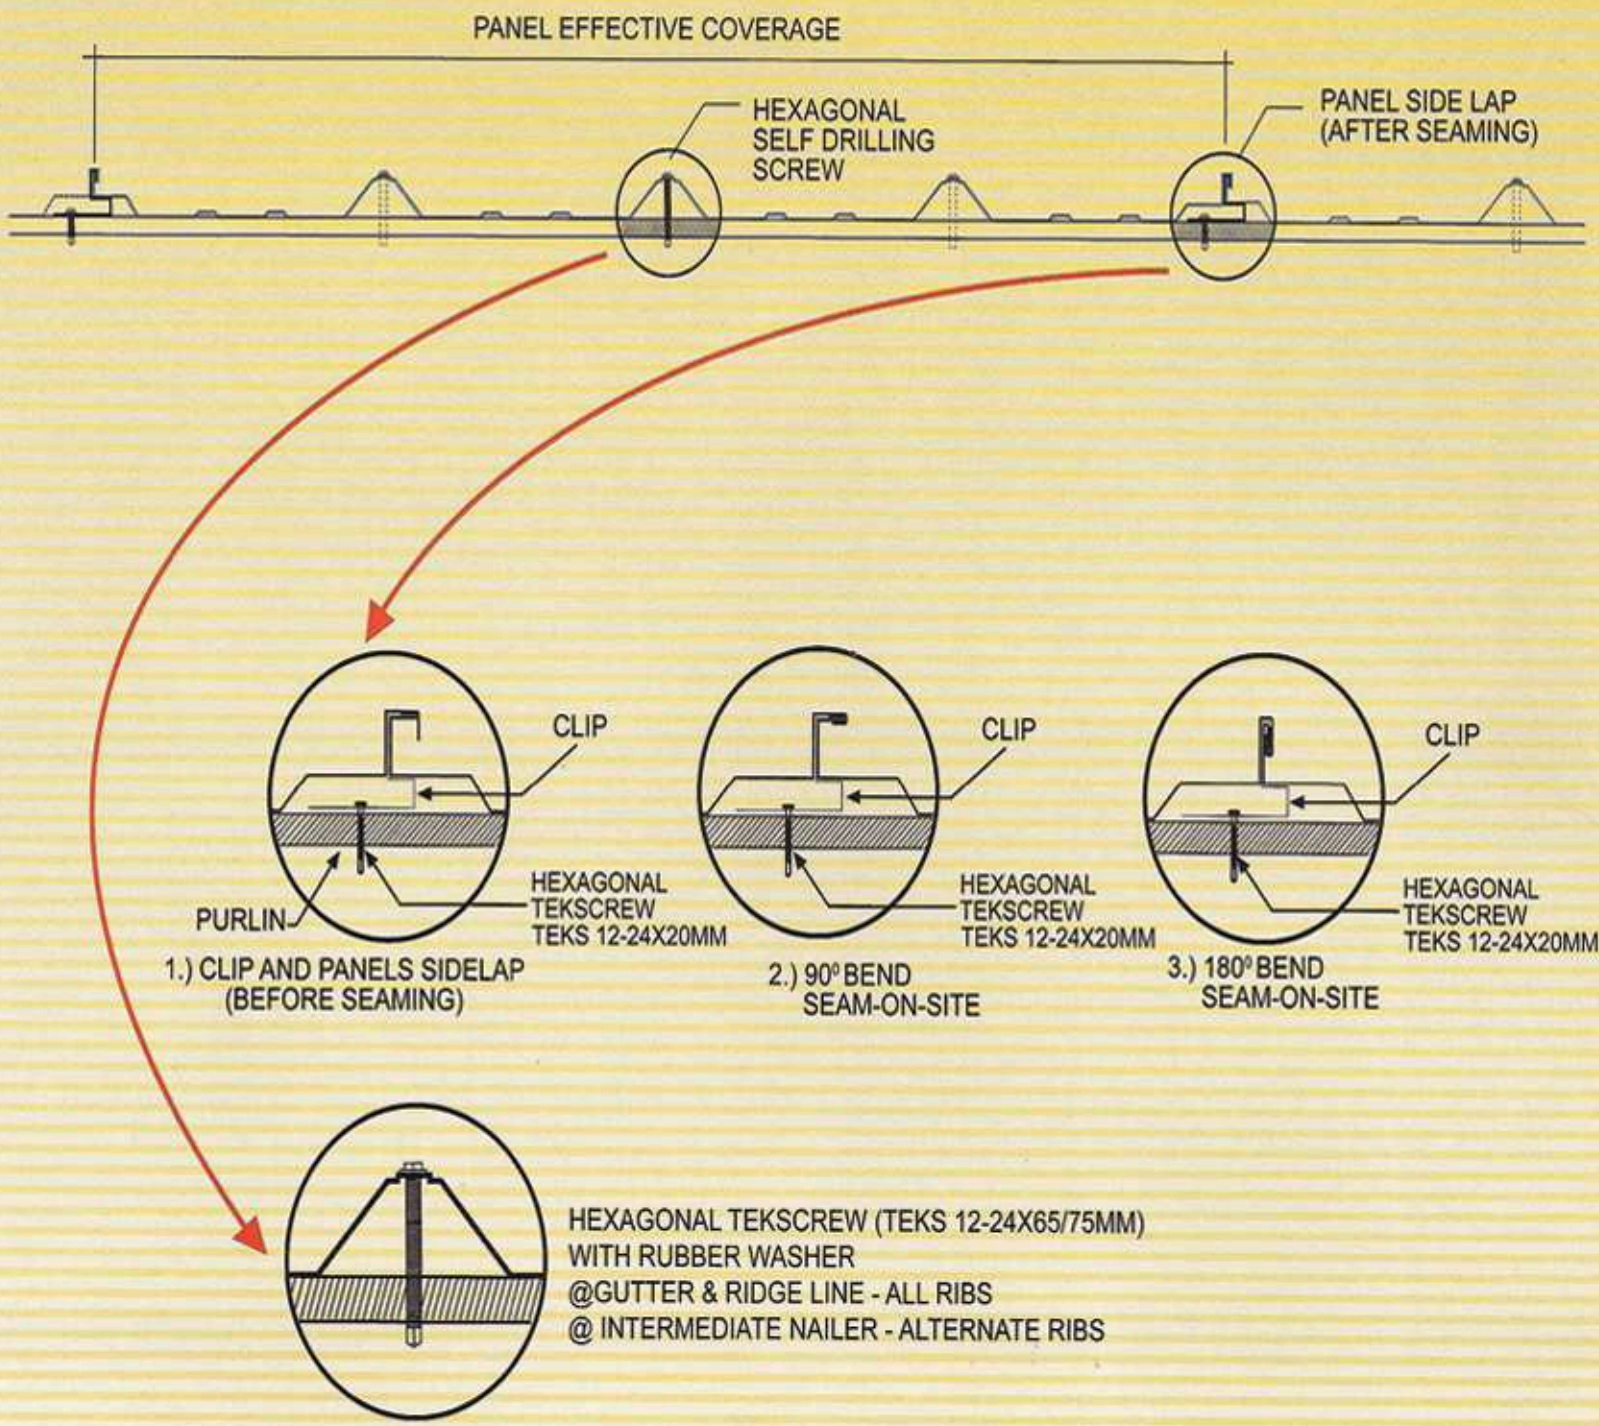 PANEL EFFECTIVE COVERAGE
HEXAGONAL
SELF DRILLING
SCREW
PANEL SIDE LAP
(AFTER SEAMING)
CLIP
PURLIN
HEXAGONAL
TEKSCREW
TEKS 12-24X20MM
1.) CLIP AND PANELS SIDELAP
(BEFORE SEAMING)
CLIP
HEXAGONAL
TEKSCREW
TEKS 12-24X20MM
2.) 90º BEND
SEAM-ON-SITE
CLIP
HEXAGONAL
TEKSCREW
TEKS 12-24X20MM
3.) 180º BEND
SEAM-ON-SITE
HEXAGONAL TEKSCREW (TEKS 12-24X65/75MM)
WITH RUBBER WASHER
@GUTTER & RIDGE LINE - ALL RIBS
@ INTERMEDIATE NAILER - ALTERNATE RIBS